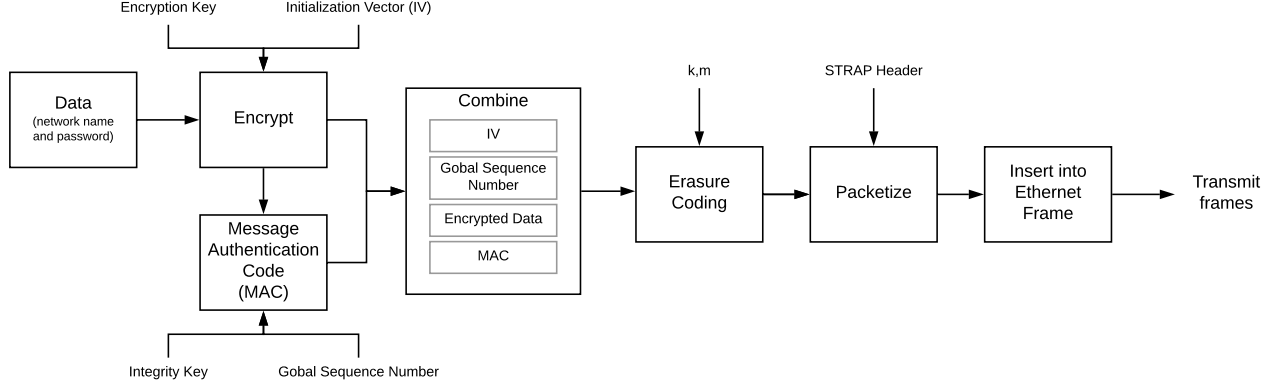 Encryption Key
Initialization Vector (IV)
Data
(network name
and password)
Encrypt
Message
Authentication
Code
(MAC)
Integrity Key
Gobal Sequence Number
Combine
IV
Gobal Sequence
Number
Encrypted Data
MAC
k,m
Erasure
Coding
STRAP Header
Packetize
Insert into
Ethernet
Frame
Transmit
frames